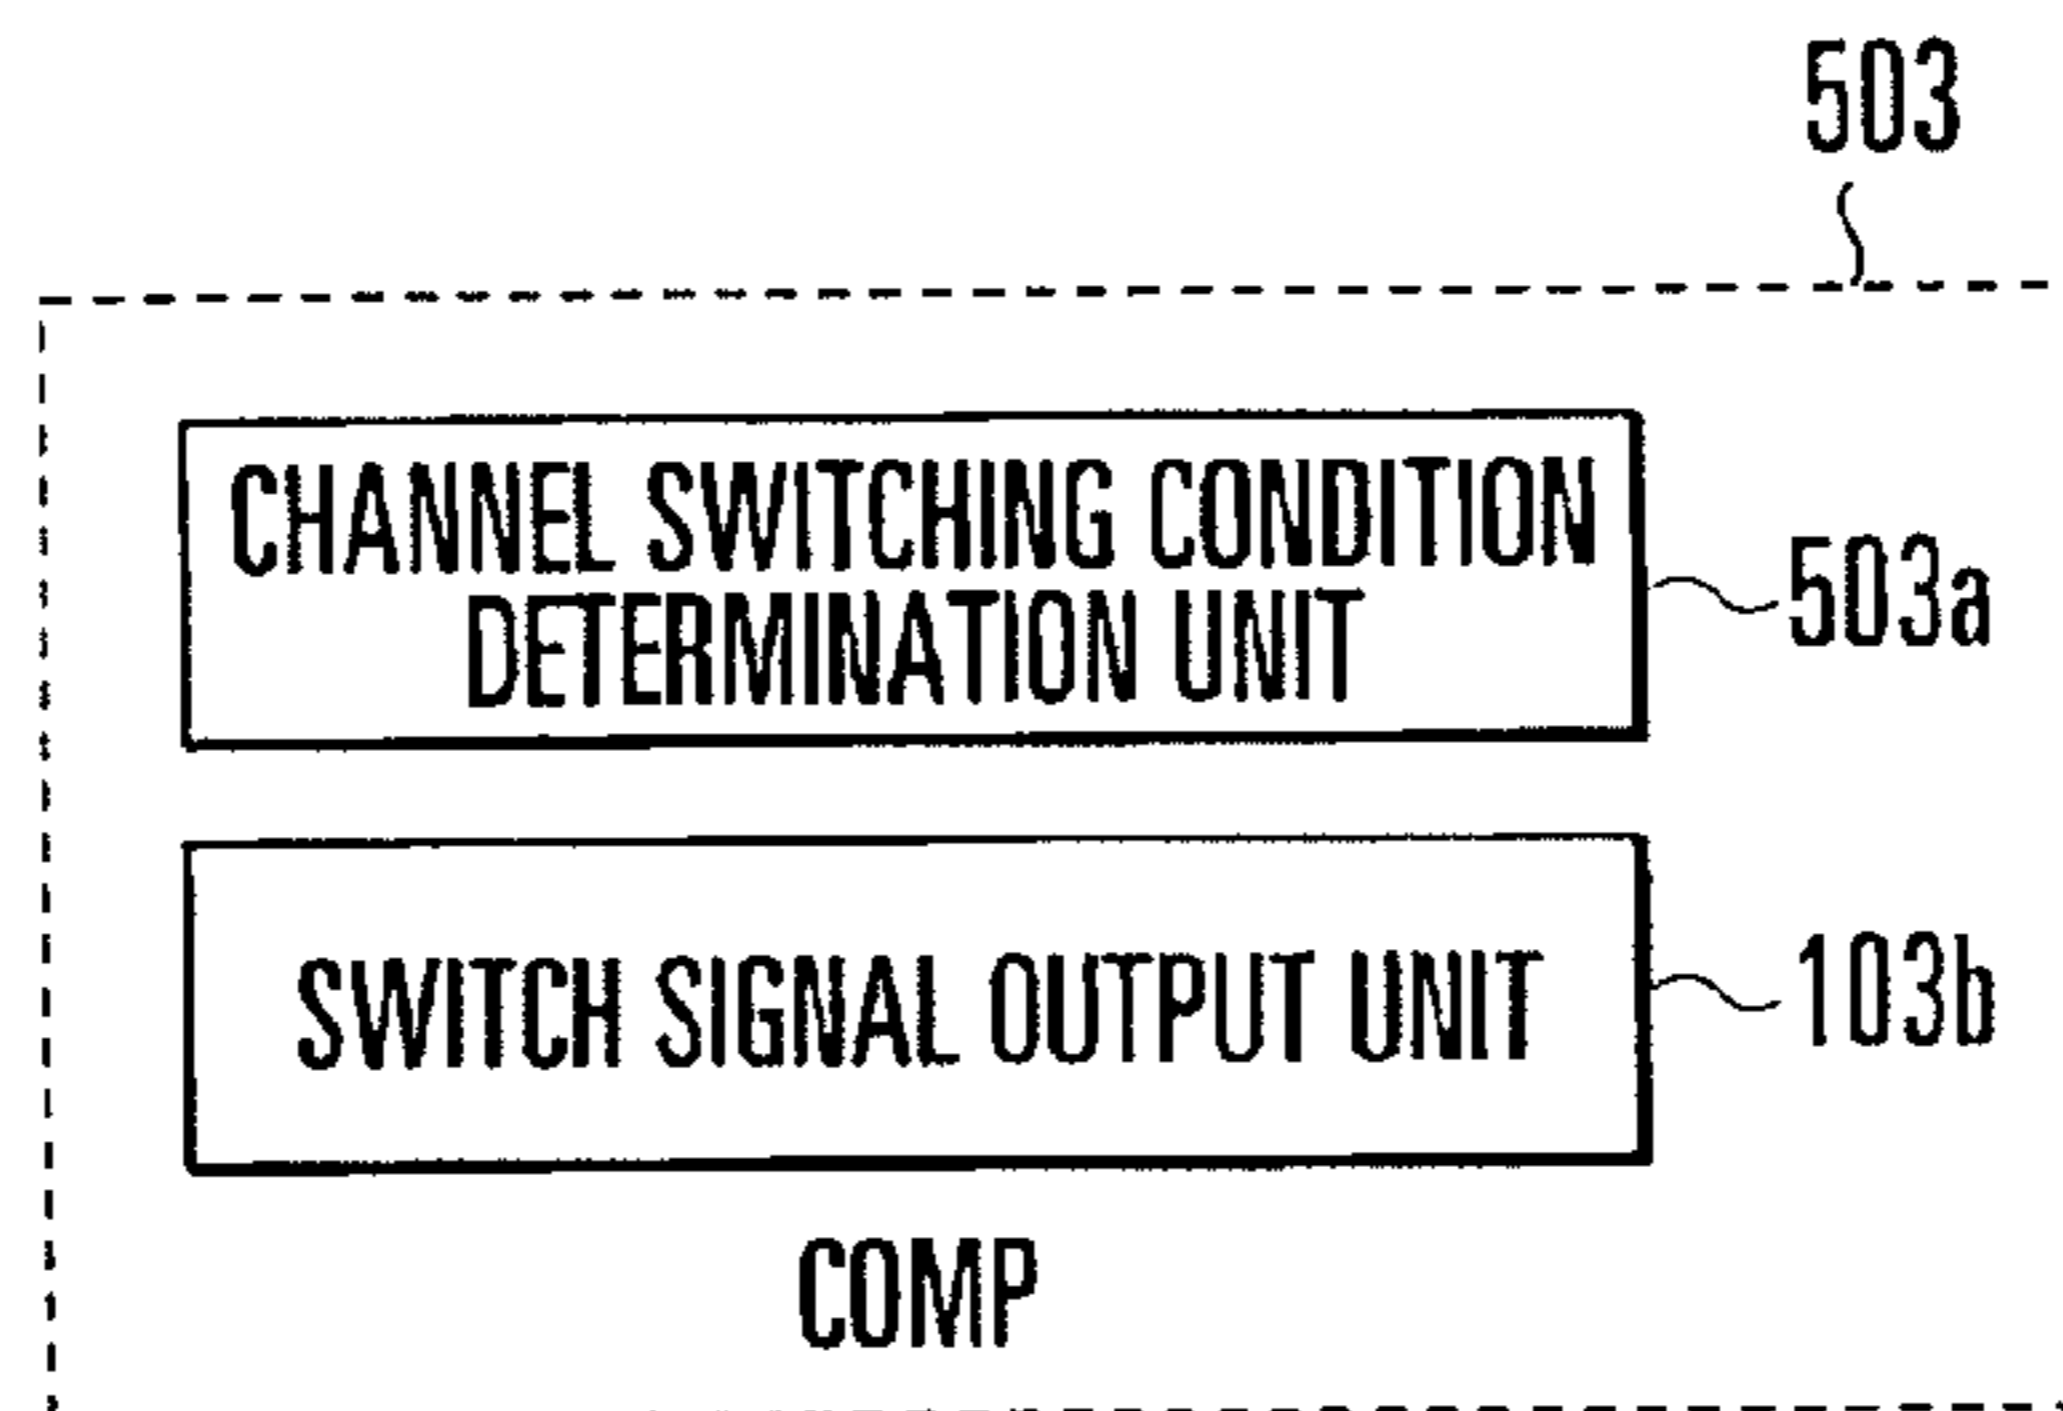 503
CHANNEL SWITCHING CONDITION
DETERMINATION UNIT
503a
SWITCH SIGNAL OUTPUT UNIT
103b
COMP